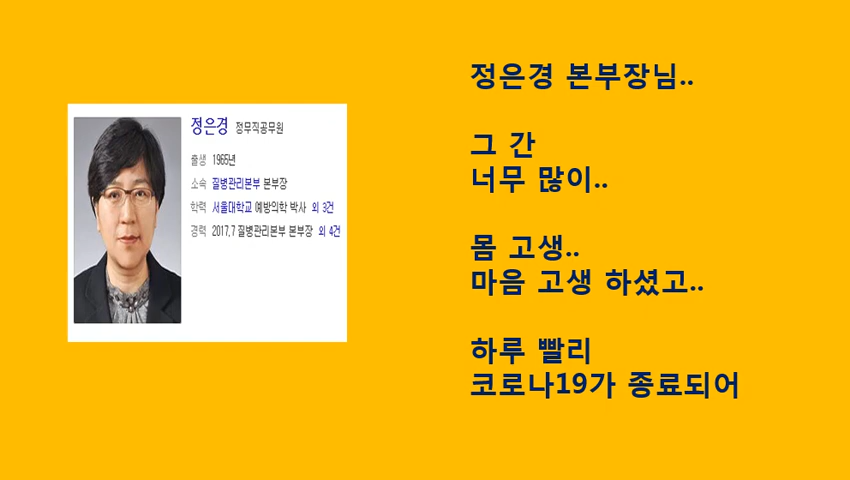 정은경 정무직공무원
출생 1965년
소속 질병관리본부 본부장
학력 서울대학교 예방의학 박사 외 3건
경력 2017.7 질병관리본부 본부장 외 4건
정은경 본부장님..
그 간
너무 많이..
몸 고생..
마음 고생 하셨고..
하루 빨리
코로나19가 종료되어